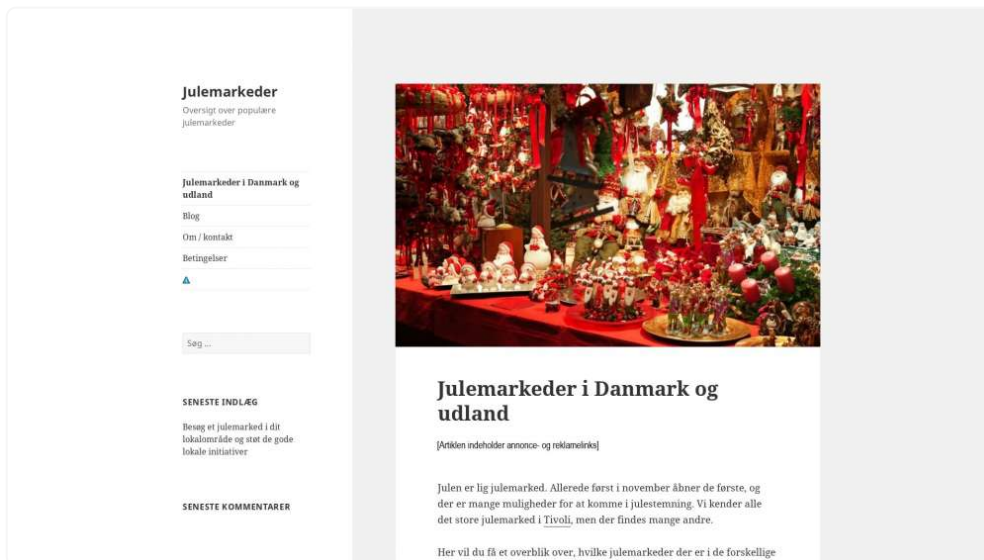 Julemarkeder
Oversigt over populære
julemarkeder
Julemarkeder i Danmark og
udland
Blog
Om / kontakt
Betingelser
Søg ...
SENESTE INDLÆG
Besøg et julemarked i dit
lokalområde og støt de gode
lokale initiativer
SENESTE KOMMENTARER
Julemarkeder i Danmark og
udland
[Artiklen indeholder annonce- og reklamelinks]
Julen er lig julemarked. Allerede først i november åbner de første, og
der er mange muligheder for at komme i julestemning. Vi kender alle
det store julemarked i Tivoli, men der findes mange andre.
Her vil du få et overblik over, hvilke julemarkeder der er i de forskellige